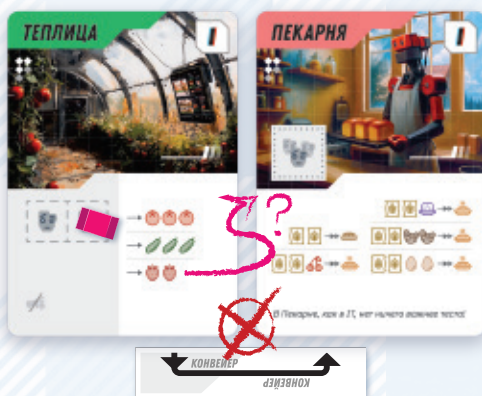 ТЕПЛИЦА
I
ПЕКАРНЯ
I
?
В Пекарне, как в IT, нет ничего важнее теста!
КОНВЕЙЕР
КОНВЕЙЕР